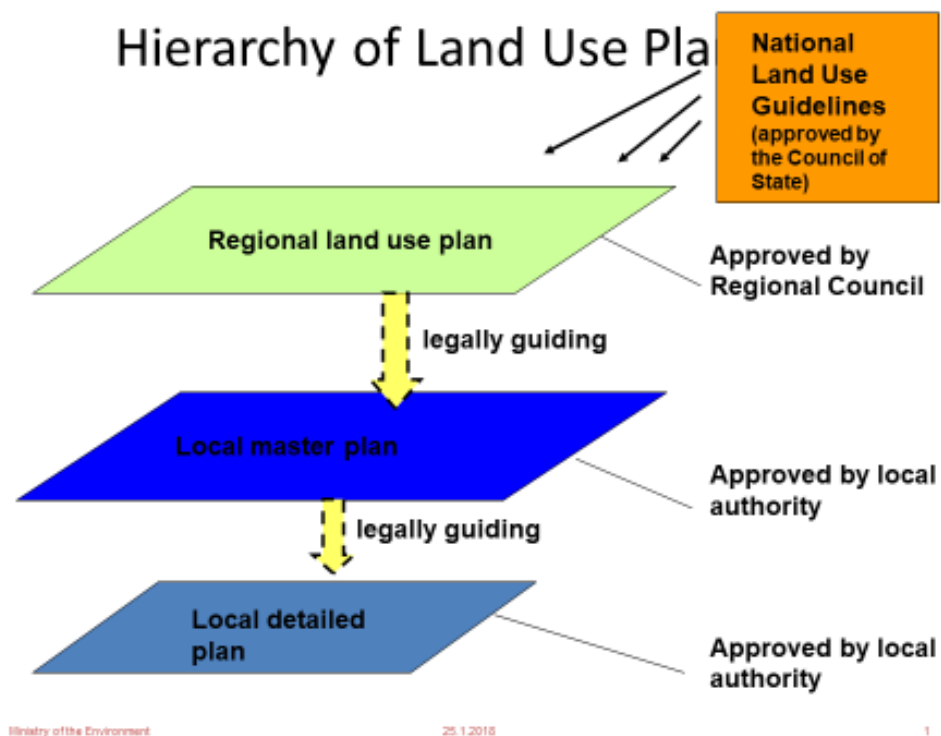 Hierarchy of Land Use Pla
National
Land Use
Guidelines
(approved by
the Council of
State)
Regional land use plan
Approved by
Regional Council
legally guiding
Local master plan
Approved by local
authority
legally guiding
Local detailed
plan
Approved by local
authority
Ministry of the Environment
25.1.2018
1